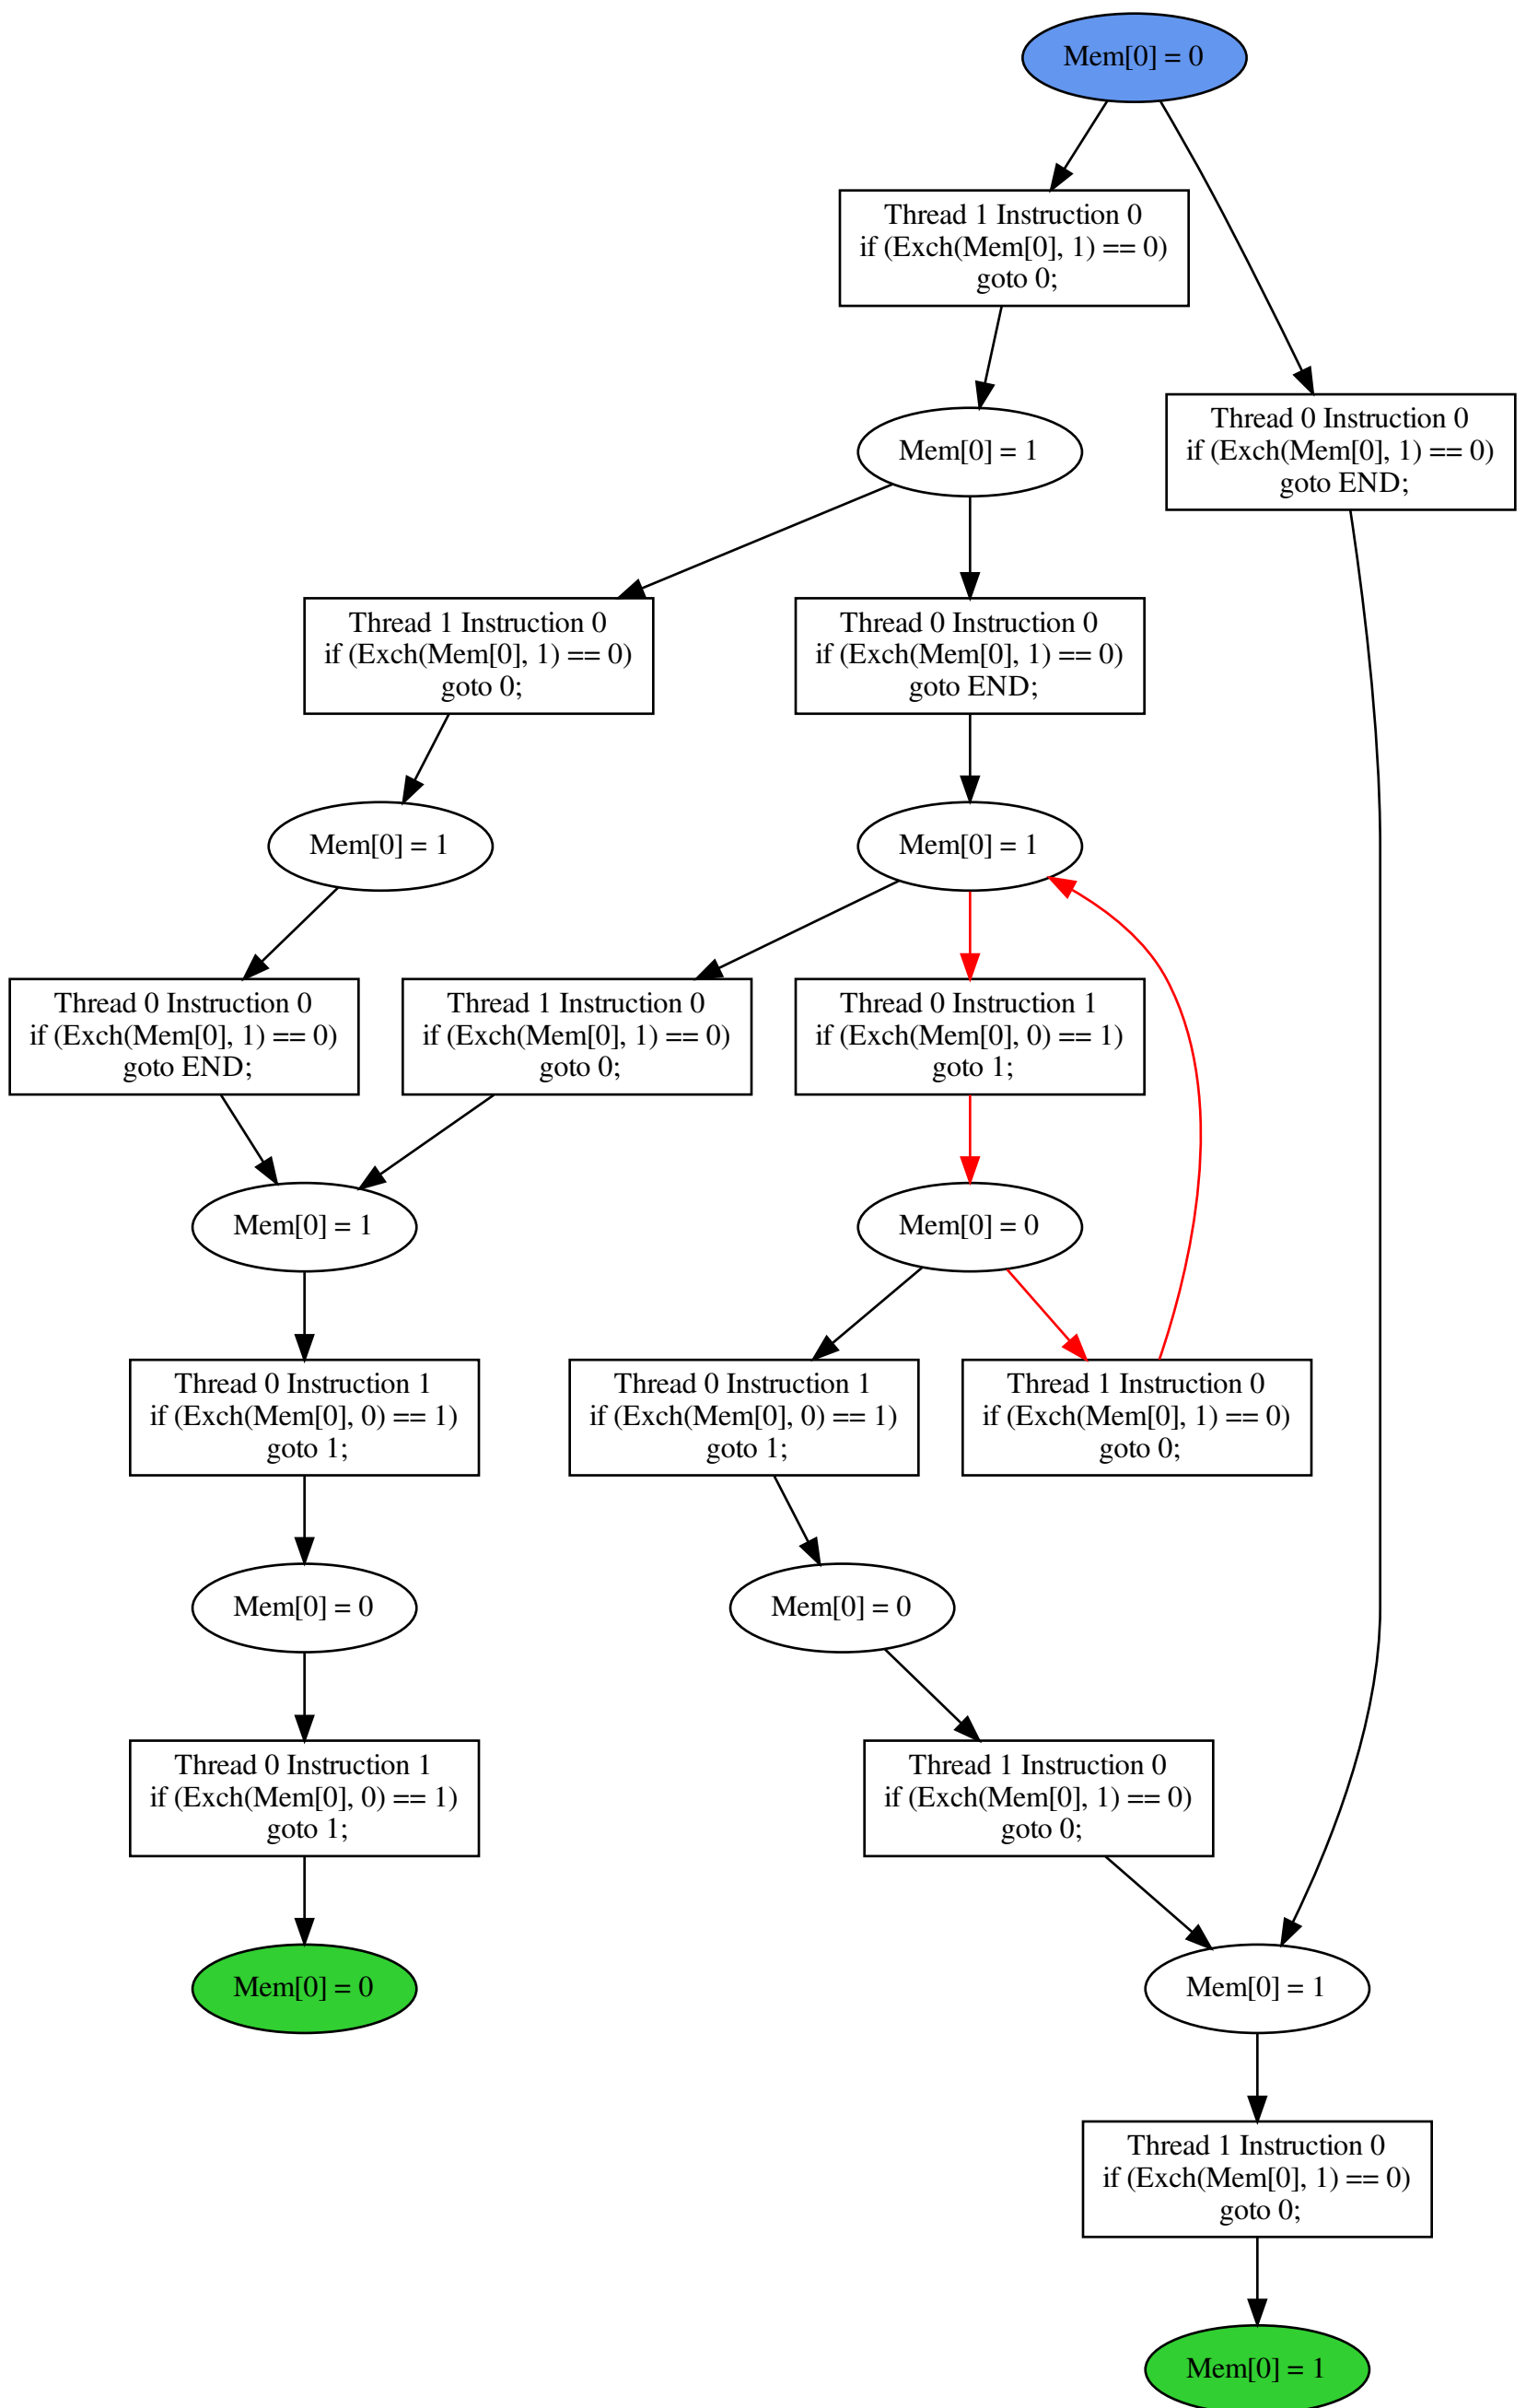 Mem[0] = 0
Thread 1 Instruction 0
if (Exch(Mem[0], 1) == 0)
goto 0;
Mem[0] = 1
Thread 0 Instruction 0
if (Exch(Mem[0], 1) == 0)
goto END;
Thread 1 Instruction 0
if (Exch(Mem[0], 1) == 0)
goto 0;
Thread 0 Instruction 0
if (Exch(Mem[0], 1) == 0)
goto END;
Mem[0] = 1
Mem[0] = 1
Thread 0 Instruction 0
if (Exch(Mem[0], 1) == 0)
goto END;
Thread 1 Instruction 0
if (Exch(Mem[0], 1) == 0)
goto 0;
Thread 0 Instruction 1
if (Exch(Mem[0], 0) == 1)
goto 1;
Mem[0] = 1
Mem[0] = 0
Thread 0 Instruction 1
if (Exch(Mem[0], 0) == 1)
goto 1;
Thread 0 Instruction 1
if (Exch(Mem[0], 0) == 1)
goto 1;
Thread 1 Instruction 0
if (Exch(Mem[0], 1) == 0)
goto 0;
Mem[0] = 0
Mem[0] = 0
Thread 0 Instruction 1
if (Exch(Mem[0], 0) == 1)
goto 1;
Thread 1 Instruction 0
if (Exch(Mem[0], 1) == 0)
goto 0;
Mem[0] = 0
Mem[0] = 1
Thread 1 Instruction 0
if (Exch(Mem[0], 1) == 0)
goto 0;
Mem[0] = 1